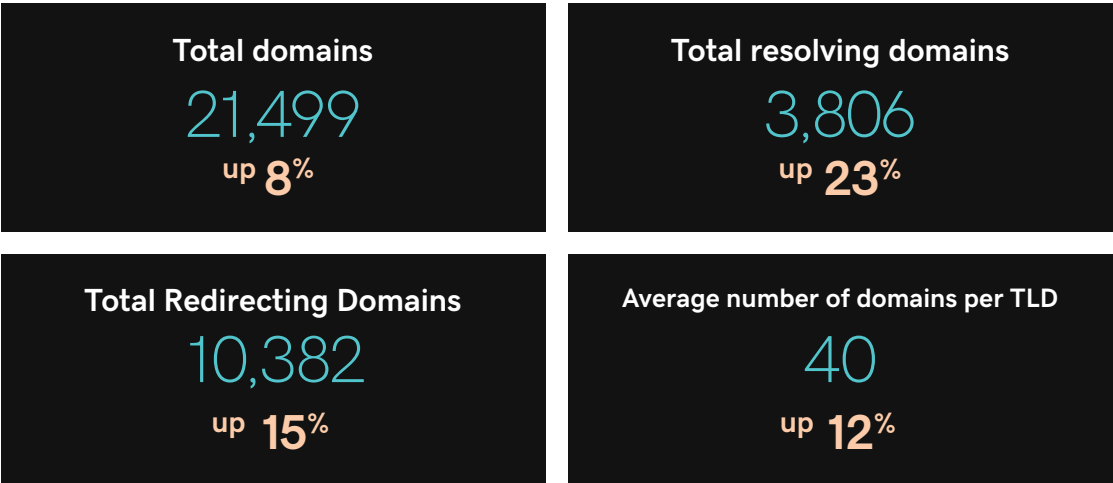 Total domains
21,499
up 8%
Total resolving domains
3,806
up 23%
Total Redirecting Domains
10,382
up 15%
Average number of domains per TLD
40
up 12%